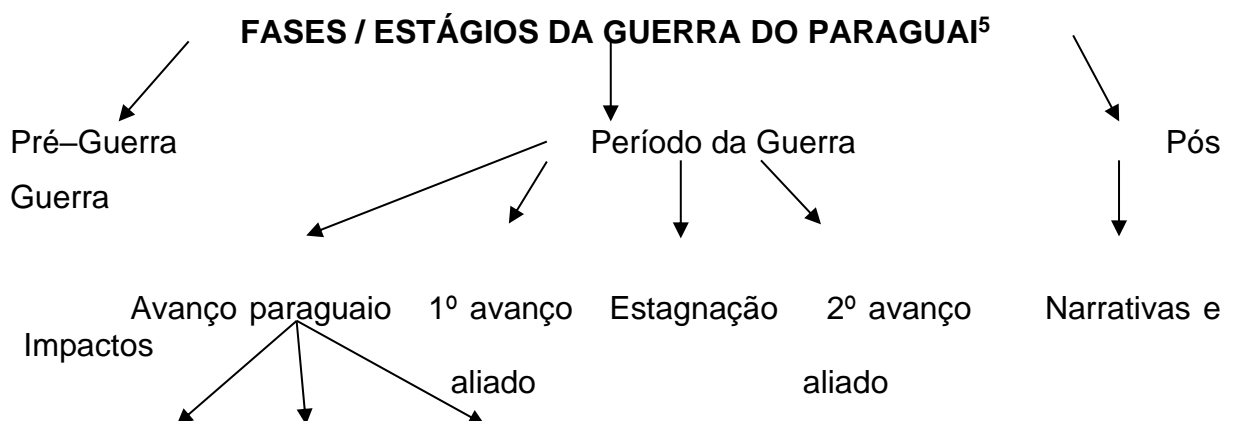 FASES / ESTÁGIOS DA GUERRA DO PARAGUAI⁵
Pré–Guerra Período da Guerra Pós
Guerra
Avanço paraguaio 1º avanço Estagnação 2º avanço Narrativas e
Impactos
aliado aliado